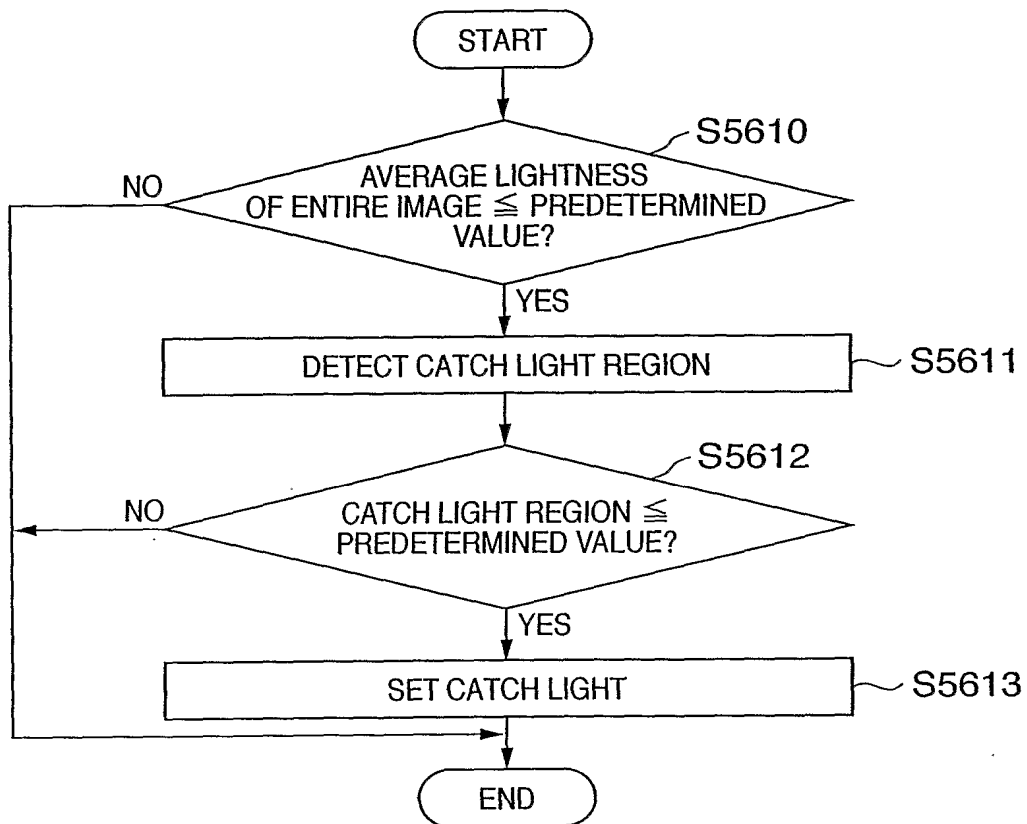 START
S5610
AVERAGE LIGHTNESS
OF ENTIRE IMAGE ≦ PREDETERMINED
VALUE?
NO
YES
DETECT CATCH LIGHT REGION
S5611
S5612
CATCH LIGHT REGION ≦
PREDETERMINED VALUE?
NO
YES
SET CATCH LIGHT
S5613
END